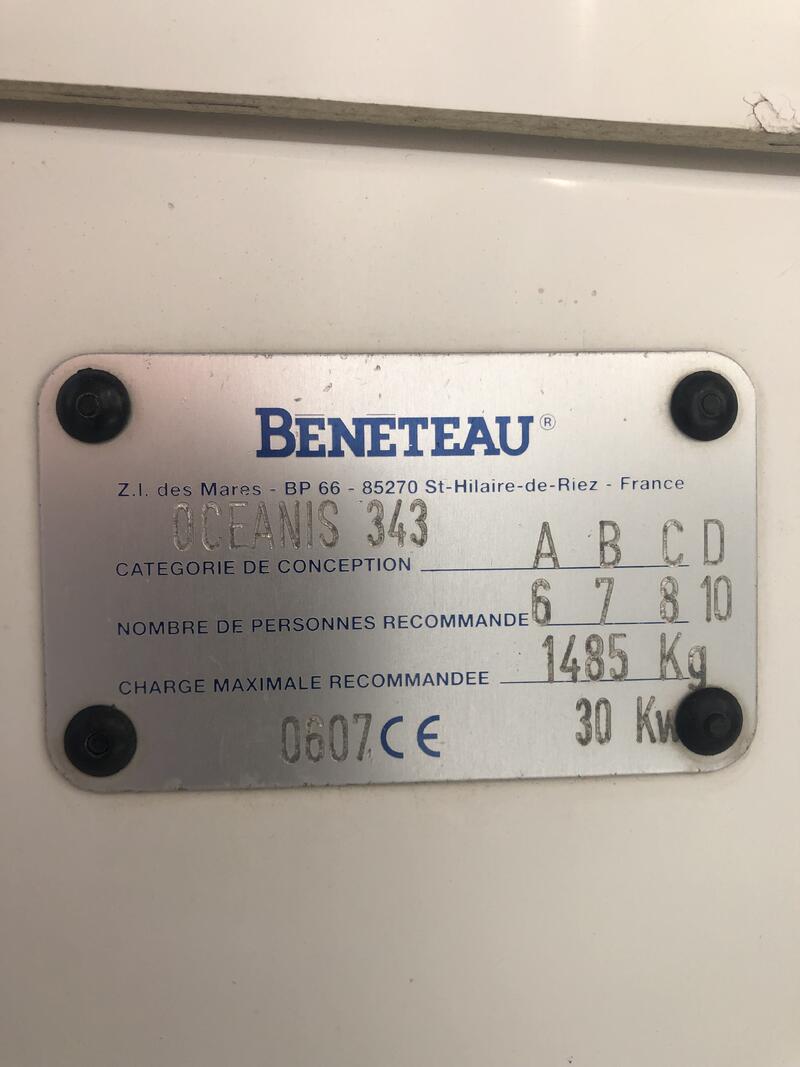 BENETEAU®
Z.I. des Mares - BP 66 - 85270 St-Hilaire-de-Riez - France
OCEANIS 343
CATEGORIE DE CONCEPTION A B C D
NOMBRE DE PERSONNES RECOMMANDE 6 7 8 10
CHARGE MAXIMALE RECOMMANDEE 1485 Kg
0607 CE 30 Kw